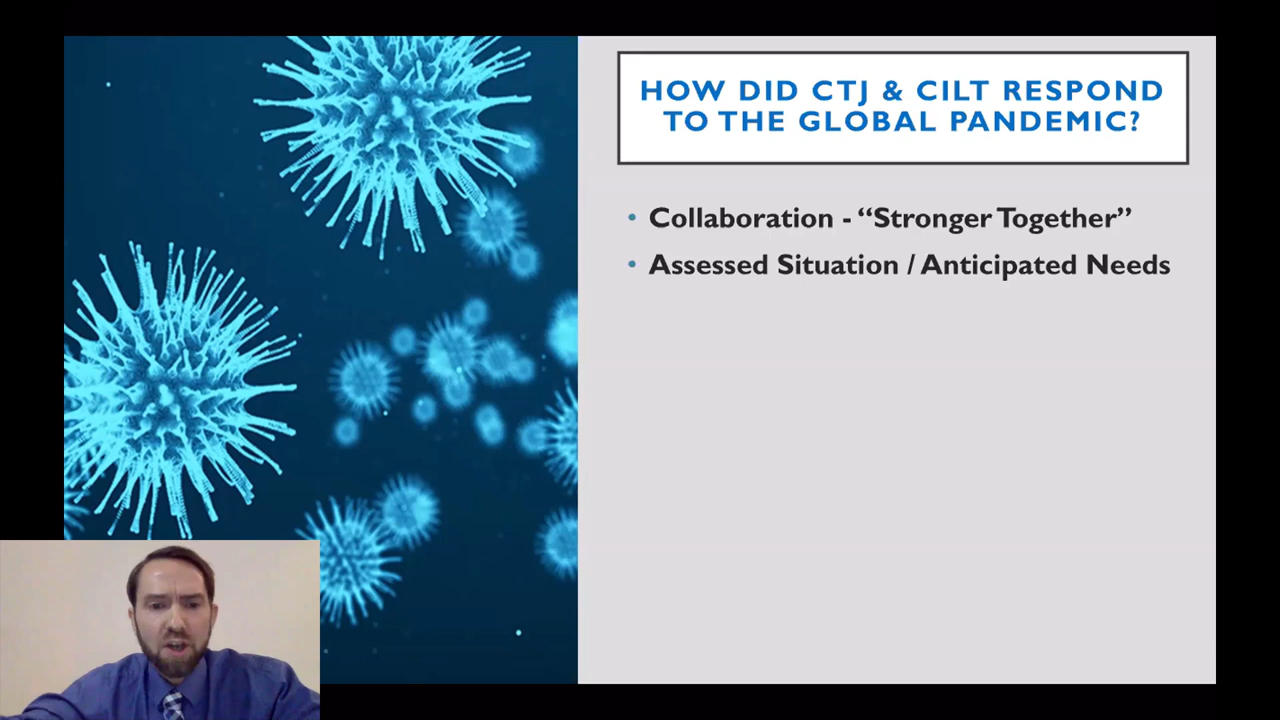 HOW DID CTJ & CILT RESPOND
TO THE GLOBAL PANDEMIC?
• Collaboration - “Stronger Together”
• Assessed Situation / Anticipated Needs